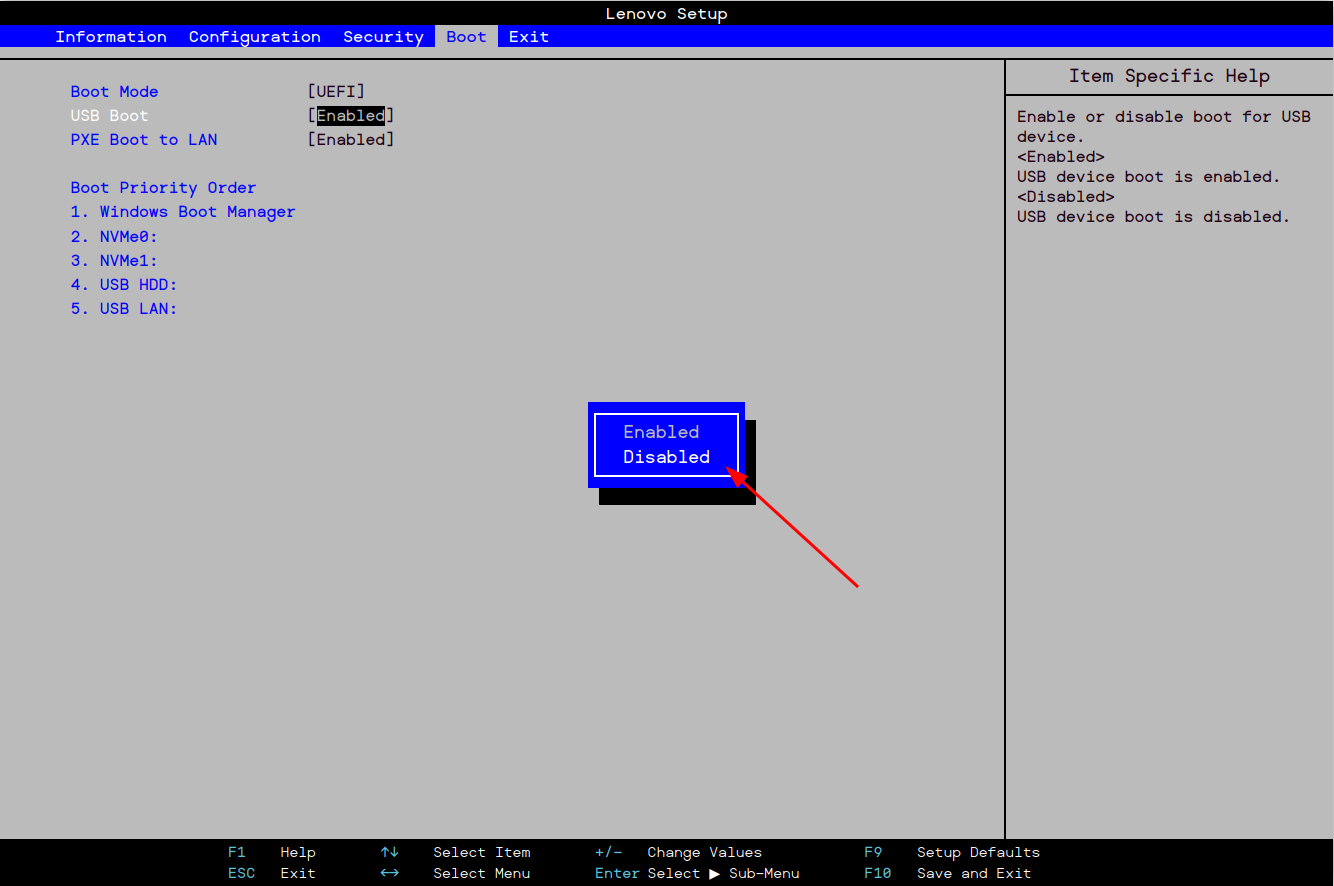 Lenovo Setup
Information Configuration Security Boot Exit
Boot Mode [UEFI]
USB Boot [Enabled]
PXE Boot to LAN [Enabled]
Boot Priority Order
1. Windows Boot Manager
2. NVMe0:
3. NVMe1:
4. USB HDD:
5. USB LAN:
Enabled
Disabled
Item Specific Help
Enable or disable boot for USB
device.
<Enabled>
USB device boot is enabled.
<Disabled>
USB device boot is disabled.
F1 Help ↑↓ Select Item +/- Change Values F9 Setup Defaults
ESC Exit ↔ Select Menu Enter Select ▶ Sub-Menu F10 Save and Exit